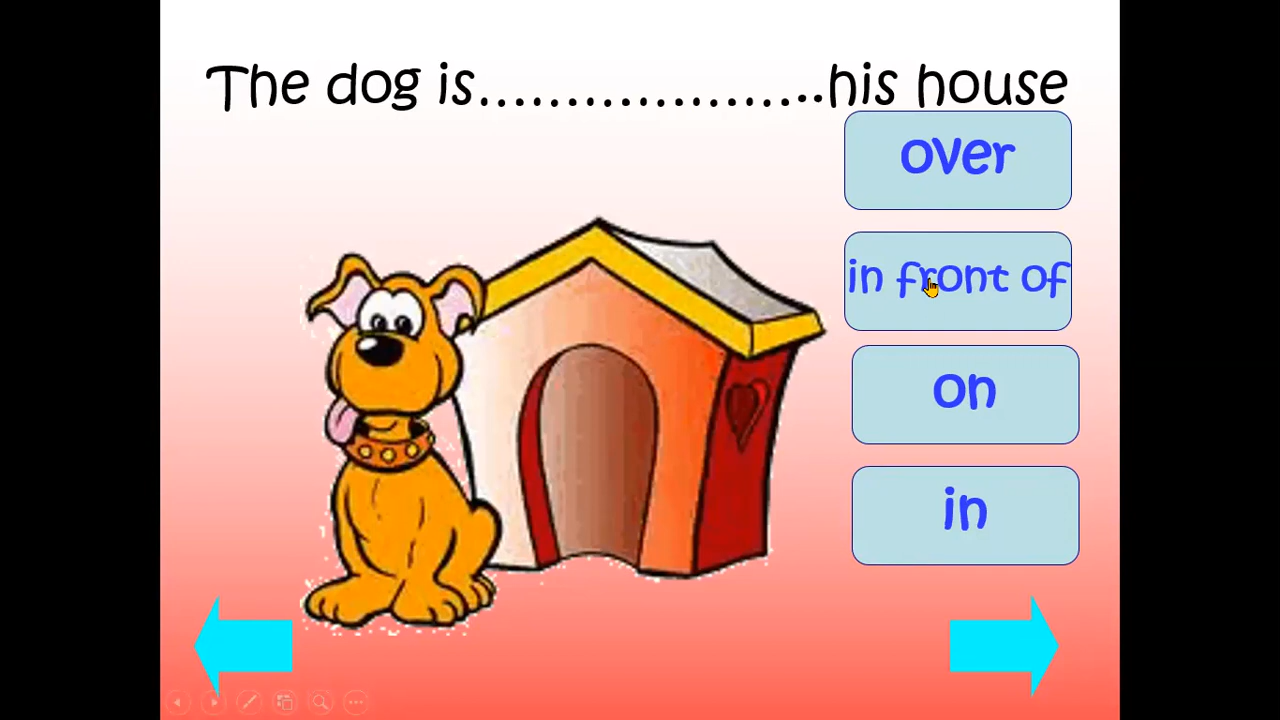 The dog is....................his house
over
in front of
on
in